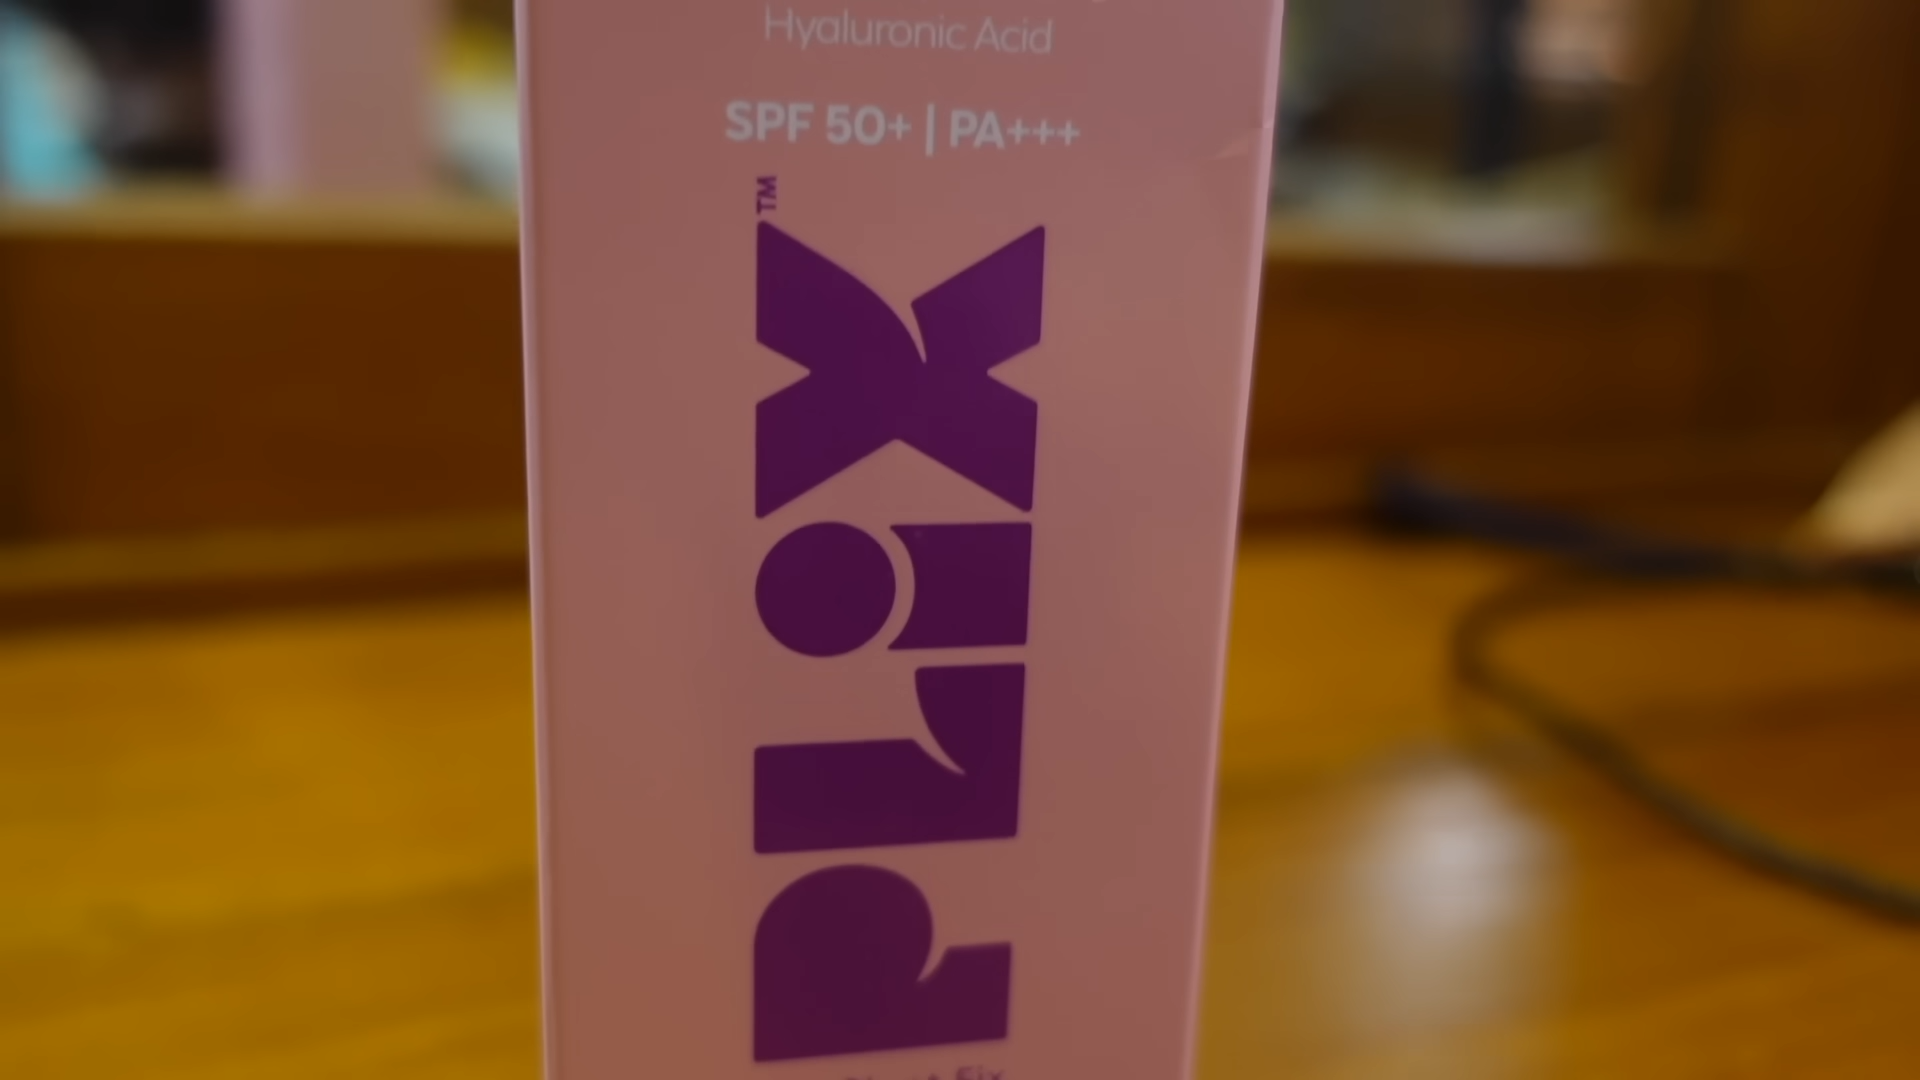 Hyaluronic Acid
SPF 50+ | PA+++
PLiX™